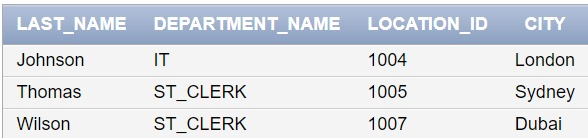 LAST_NAME DEPARTMENT_NAME LOCATION_ID CITY
Johnson IT 1004 London
Thomas ST_CLERK 1005 Sydney
Wilson ST_CLERK 1007 Dubai